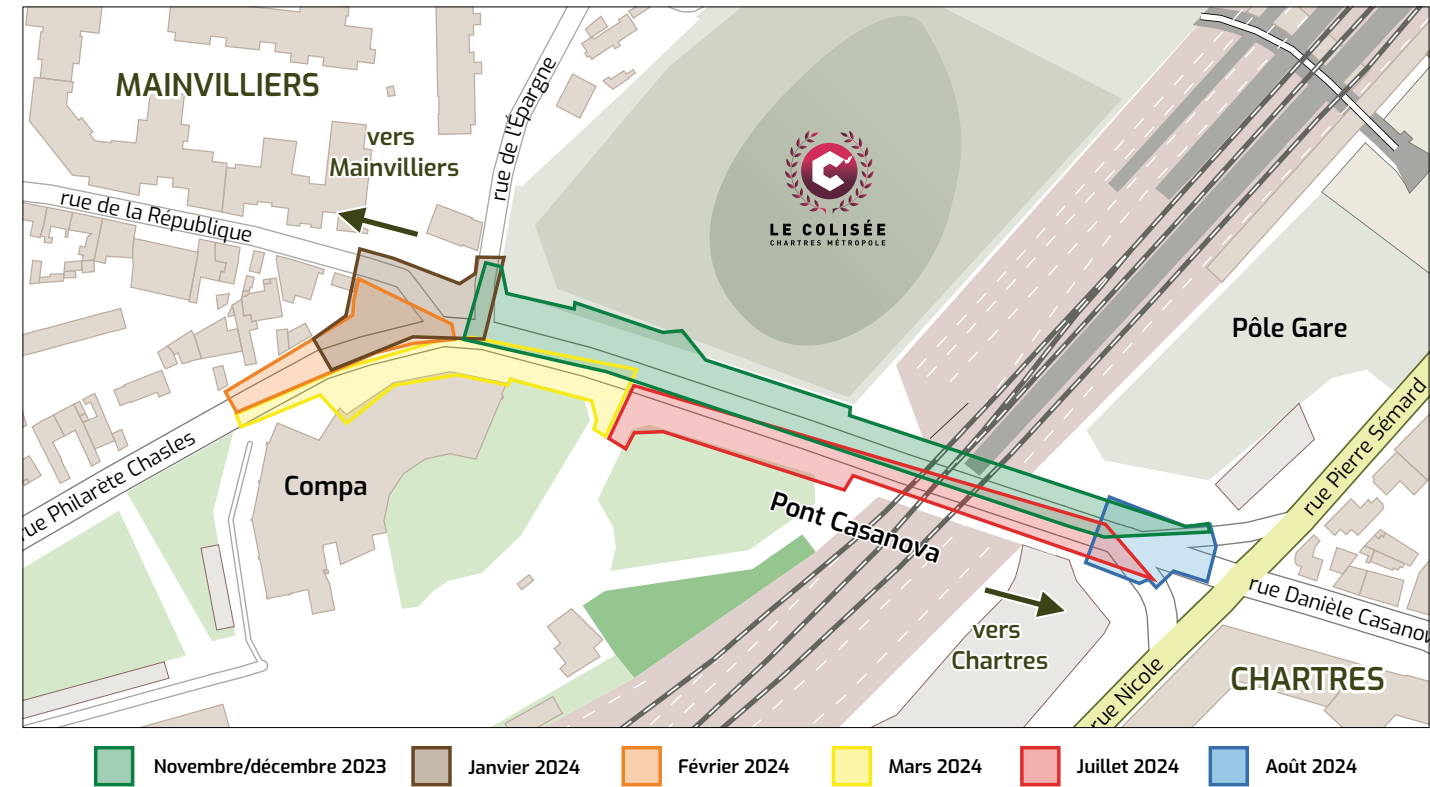 MAINVILLIERS
vers
Mainvilliers
rue de l'Épargne
rue de la République
LE COLISÉE
CHARTRES MÉTROPOLE
Pôle Gare
rue Pierre Sémard
Compa
rue Philarète Chasles
Pont Casanova
vers
Chartres
rue Danièle Casanov
CHARTRES
rue Nicole
Novembre/décembre 2023
Janvier 2024
Février 2024
Mars 2024
Juillet 2024
Août 2024